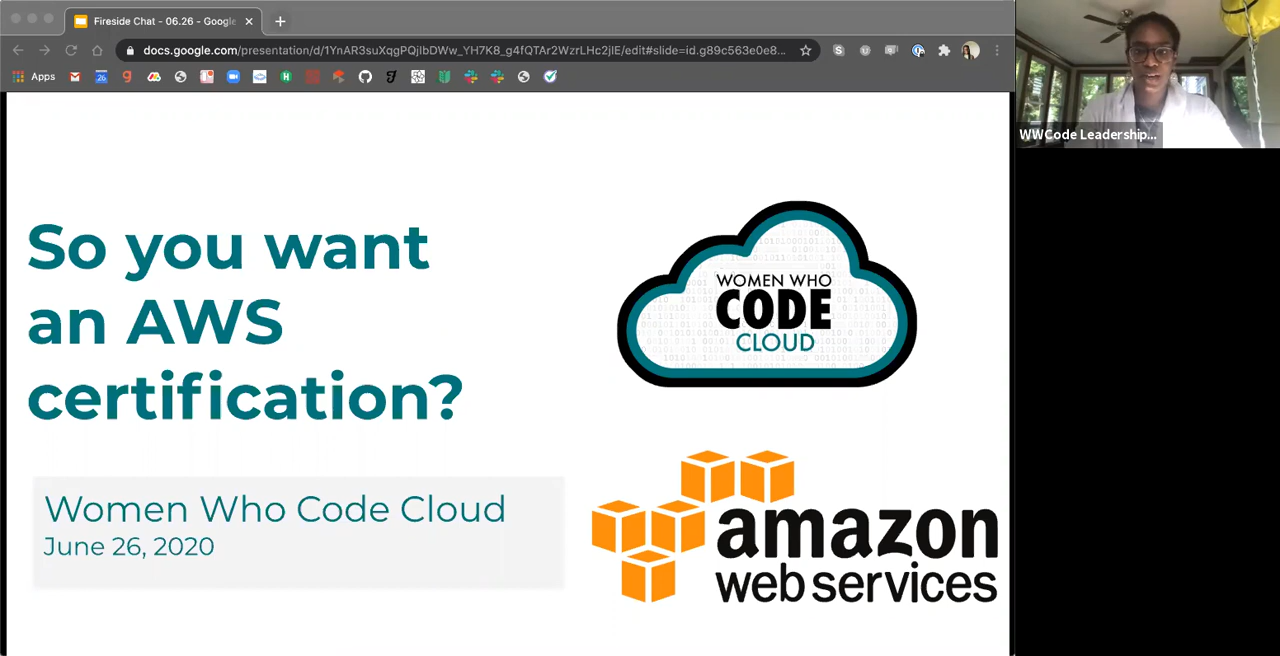 Fireside Chat - 06.26 - Google
docs.google.com/presentation/d/1YnAR3suXqgPQjIbDWw_YH7K8_g4fQTAr2WzrLHc2jIE/edit#slide=id.g89c563e0e8...
Apps
WWCode Leadership...
So you want
an AWS
certification?
WOMEN WHO
CODE
CLOUD
Women Who Code Cloud
June 26, 2020
amazon
web services